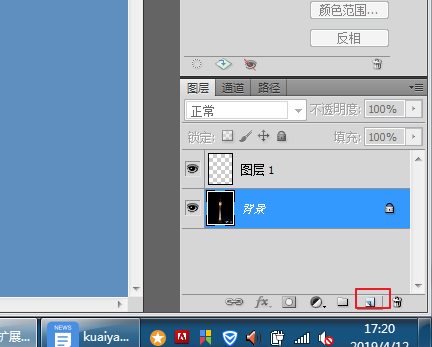 颜色范围...
反相
图层 通道 路径
正常 不透明度: 100%
锁定: 填充: 100%
图层 1
背景
fx
扩展... NEWS kuaiya... 17:20
2019/4/12